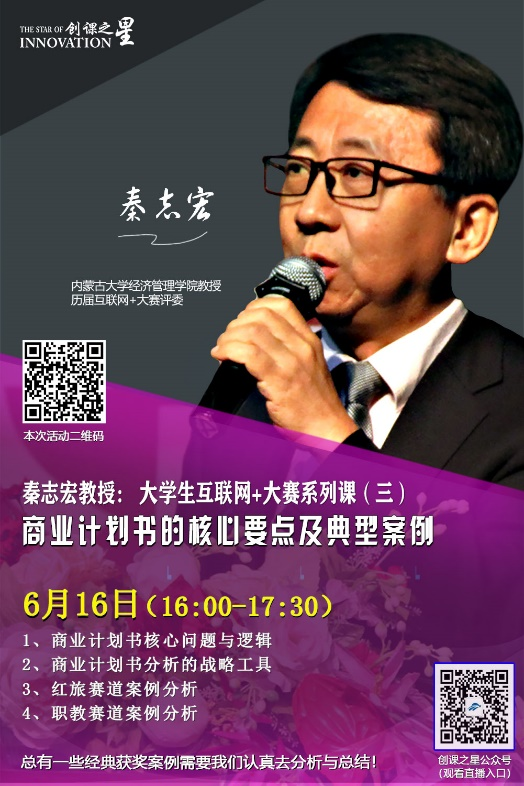 THE STAR OF 创课之星
INNOVATION
秦志宏
内蒙古大学经济管理学院教授
历届互联网+大赛评委
本次活动二维码
秦志宏教授：大学生互联网+大赛系列课（三）
商业计划书的核心要点及典型案例
6月16日（16:00-17:30）
1、商业计划书核心问题与逻辑
2、商业计划书分析的战略工具
3、红旅赛道案例分析
4、职教赛道案例分析
总有一些经典获奖案例需要我们认真去分析与总结！
创课之星公众号
（观看直播入口）